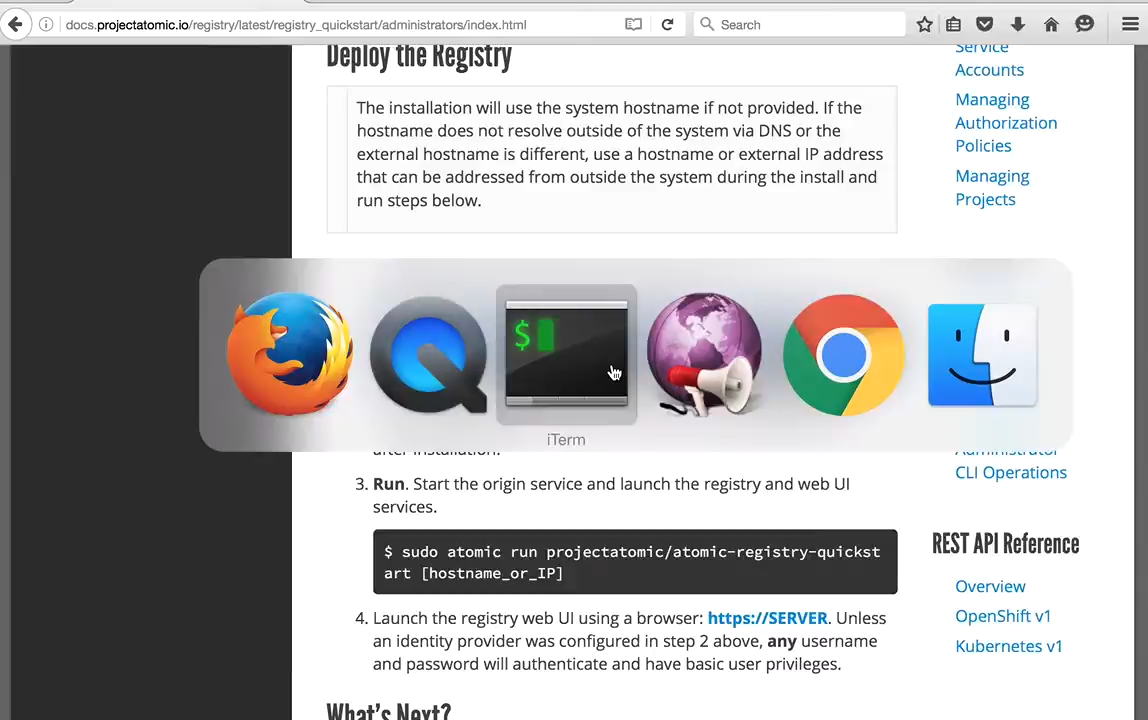 docs.projectatomic.io/registry/latest/registry_quickstart/administrators/index.html
Search
Deploy the Registry
The installation will use the system hostname if not provided. If the
hostname does not resolve outside of the system via DNS or the
external hostname is different, use a hostname or external IP address
that can be addressed from outside the system during the install and
run steps below.
$
iTerm
after installation.
3. Run. Start the origin service and launch the registry and web UI
services.
$ sudo atomic run projectatomic/atomic-registry-quickst
art [hostname_or_IP]
4. Launch the registry web UI using a browser: https://SERVER. Unless
an identity provider was configured in step 2 above, any username
and password will authenticate and have basic user privileges.
What's Next?
Service
Accounts
Managing
Authorization
Policies
Managing
Projects
Administrator
CLI Operations
REST API Reference
Overview
OpenShift v1
Kubernetes v1